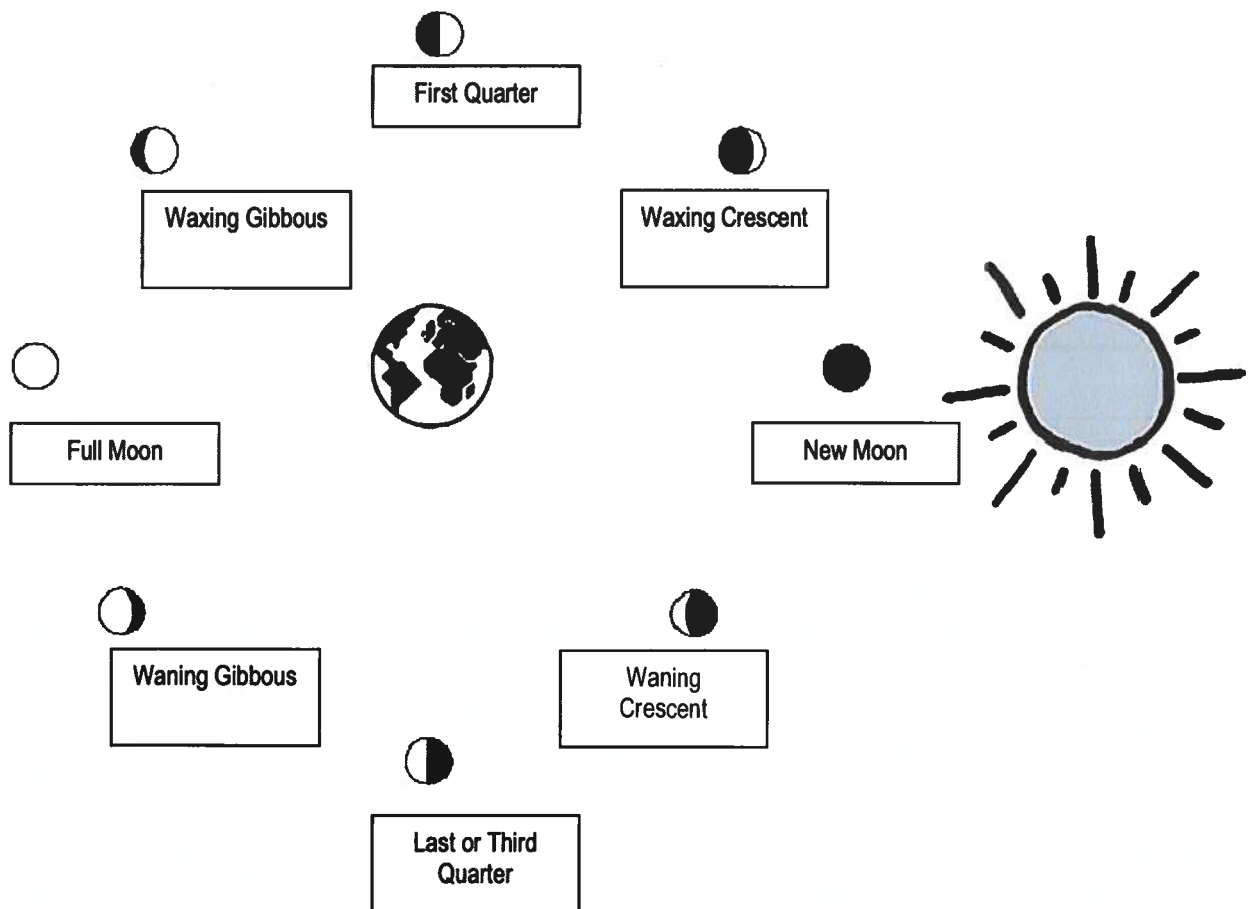 First Quarter
Waxing Gibbous
Waxing Crescent
Full Moon
New Moon
Waning Gibbous
Waning
Crescent
Last or Third
Quarter